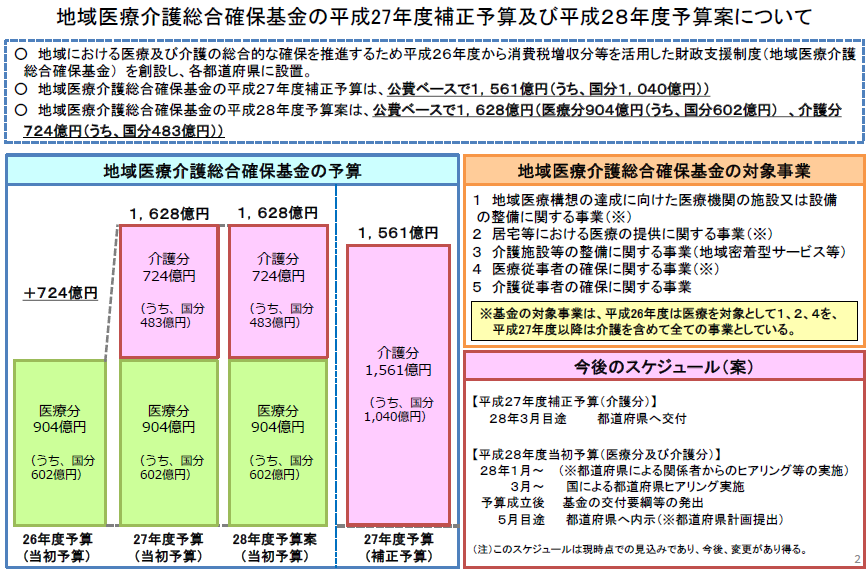 地域医療介護総合確保基金の平成27年度補正予算及び平成28年度予算案について
○ 地域における医療及び介護の総合的な確保を推進するため平成26年度から消費税増収分等を活用した財政支援制度(地域医療介護
総合確保基金) を創設し、各都道府県に設置。
○ 地域医療介護総合確保基金の平成27年度補正予算は、公費ベースで1,561億円(うち、国分1,040億円))
○ 地域医療介護総合確保基金の平成28年度予算案は、公費ベースで1,628億円(医療分904億円(うち、国分602億円) 、介護分
724億円(うち、国分483億円))
地域医療介護総合確保基金の予算
+724億円
医療分
904億円
(うち、国分
602億円)
26年度予算
(当初予算)
1,628億円
介護分
724億円
(うち、国分
483億円)
医療分
904億円
(うち、国分
602億円)
27年度予算
(当初予算)
1,628億円
介護分
724億円
(うち、国分
483億円)
医療分
904億円
(うち、国分
602億円)
28年度予算案
(当初予算)
1,561億円
介護分
1,561億円
(うち、国分
1,040億円)
27年度予算
(補正予算)
地域医療介護総合確保基金の対象事業
1 地域医療構想の達成に向けた医療機関の施設又は設備
の整備に関する事業(※)
2 居宅等における医療の提供に関する事業(※)
3 介護施設等の整備に関する事業(地域密着型サービス等)
4 医療従事者の確保に関する事業(※)
5 介護従事者の確保に関する事業
※基金の対象事業は、平成26年度は医療を対象として1、2、4を、
平成27年度以降は介護を含めて全ての事業としている。
今後のスケジュール(案)
【平成27年度補正予算(介護分)】
28年3月目途 都道府県へ交付
【平成28年度当初予算(医療分及び介護分)】
28年1月~ (※都道府県による関係者からのヒアリング等の実施)
3月~ 国による都道府県ヒアリング実施
予算成立後 基金の交付要綱等の発出
5月目途 都道府県へ内示(※都道府県計画提出)
(注)このスケジュールは現時点での見込みであり、今後、変更があり得る。
2